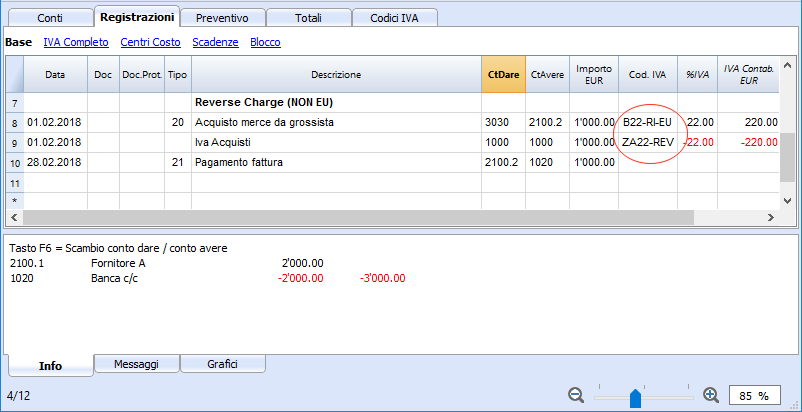 Conti Registrazioni Preventivo Totali Codici IVA
Base IVA Completo Centri Costo Scadenze Blocco
Data Doc Doc.Prot. Tipo Descrizione CtDare CtAvere Importo EUR Cod. IVA %IVA IVA Contab. EUR
7 Reverse Charge (NON EU)
8 01.02.2018 20 Acquisto merce da grossista 3030 2100.2 1'000.00 B22-RI-EU 22.00 220.00
9 01.02.2018 Iva Acquisti 1000 1000 1'000.00 ZA22-REV -22.00 -220.00
10 28.02.2018 21 Pagamento fattura 2100.2 1020 1'000.00
11
*
Tasto F6 = Scambio conto dare / conto avere
2100.1 Fornitore A 2'000.00
1020 Banca c/c -2'000.00 -3'000.00
Info Messaggi Grafici
4/12 85 %